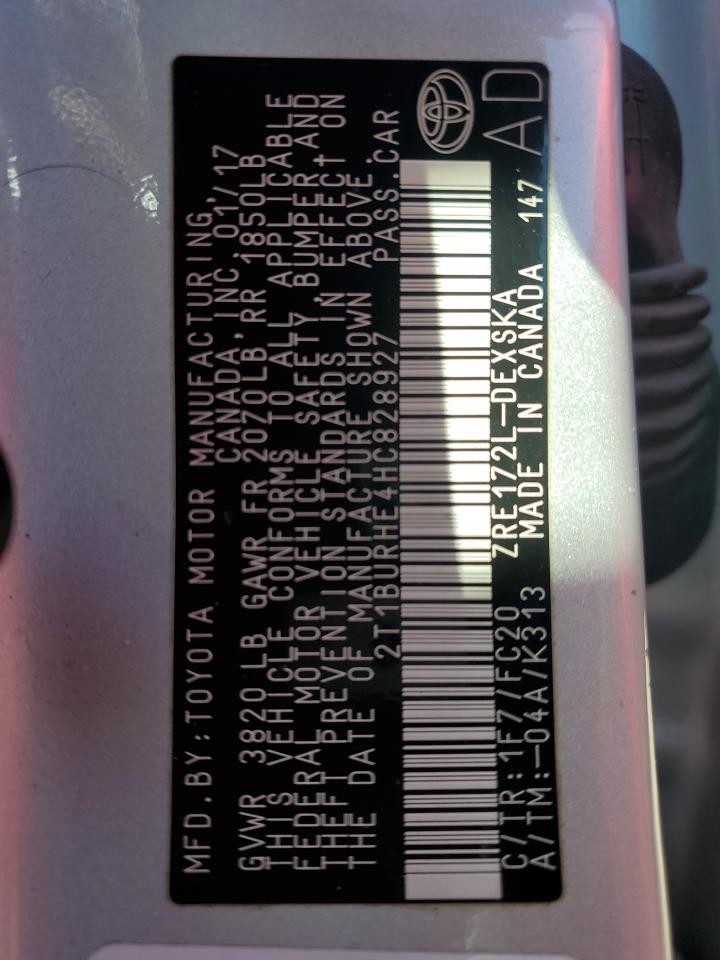 MFD.BY:TOYOTA MOTOR MANUFACTURING,
CANADA,INC. 01/17
GVWR 3820LB GAWR FR 2070LB,RR 1850LB
THIS VEHICLE CONFORMS TO ALL APPLICABLE
FEDERAL MOTOR VEHICLE SAFETY, BUMPER, AND
THEFT PREVENTION STANDARDS IN EFFECT ON
THE DATE OF MANUFACTURE SHOWN ABOVE.
2T1BURHE4HC828927 PASS.CAR
ZRE172L-DEXSKA
C/TR:1F7/FC20
A/TM:-04A/K313 MADE IN CANADA 147
AD